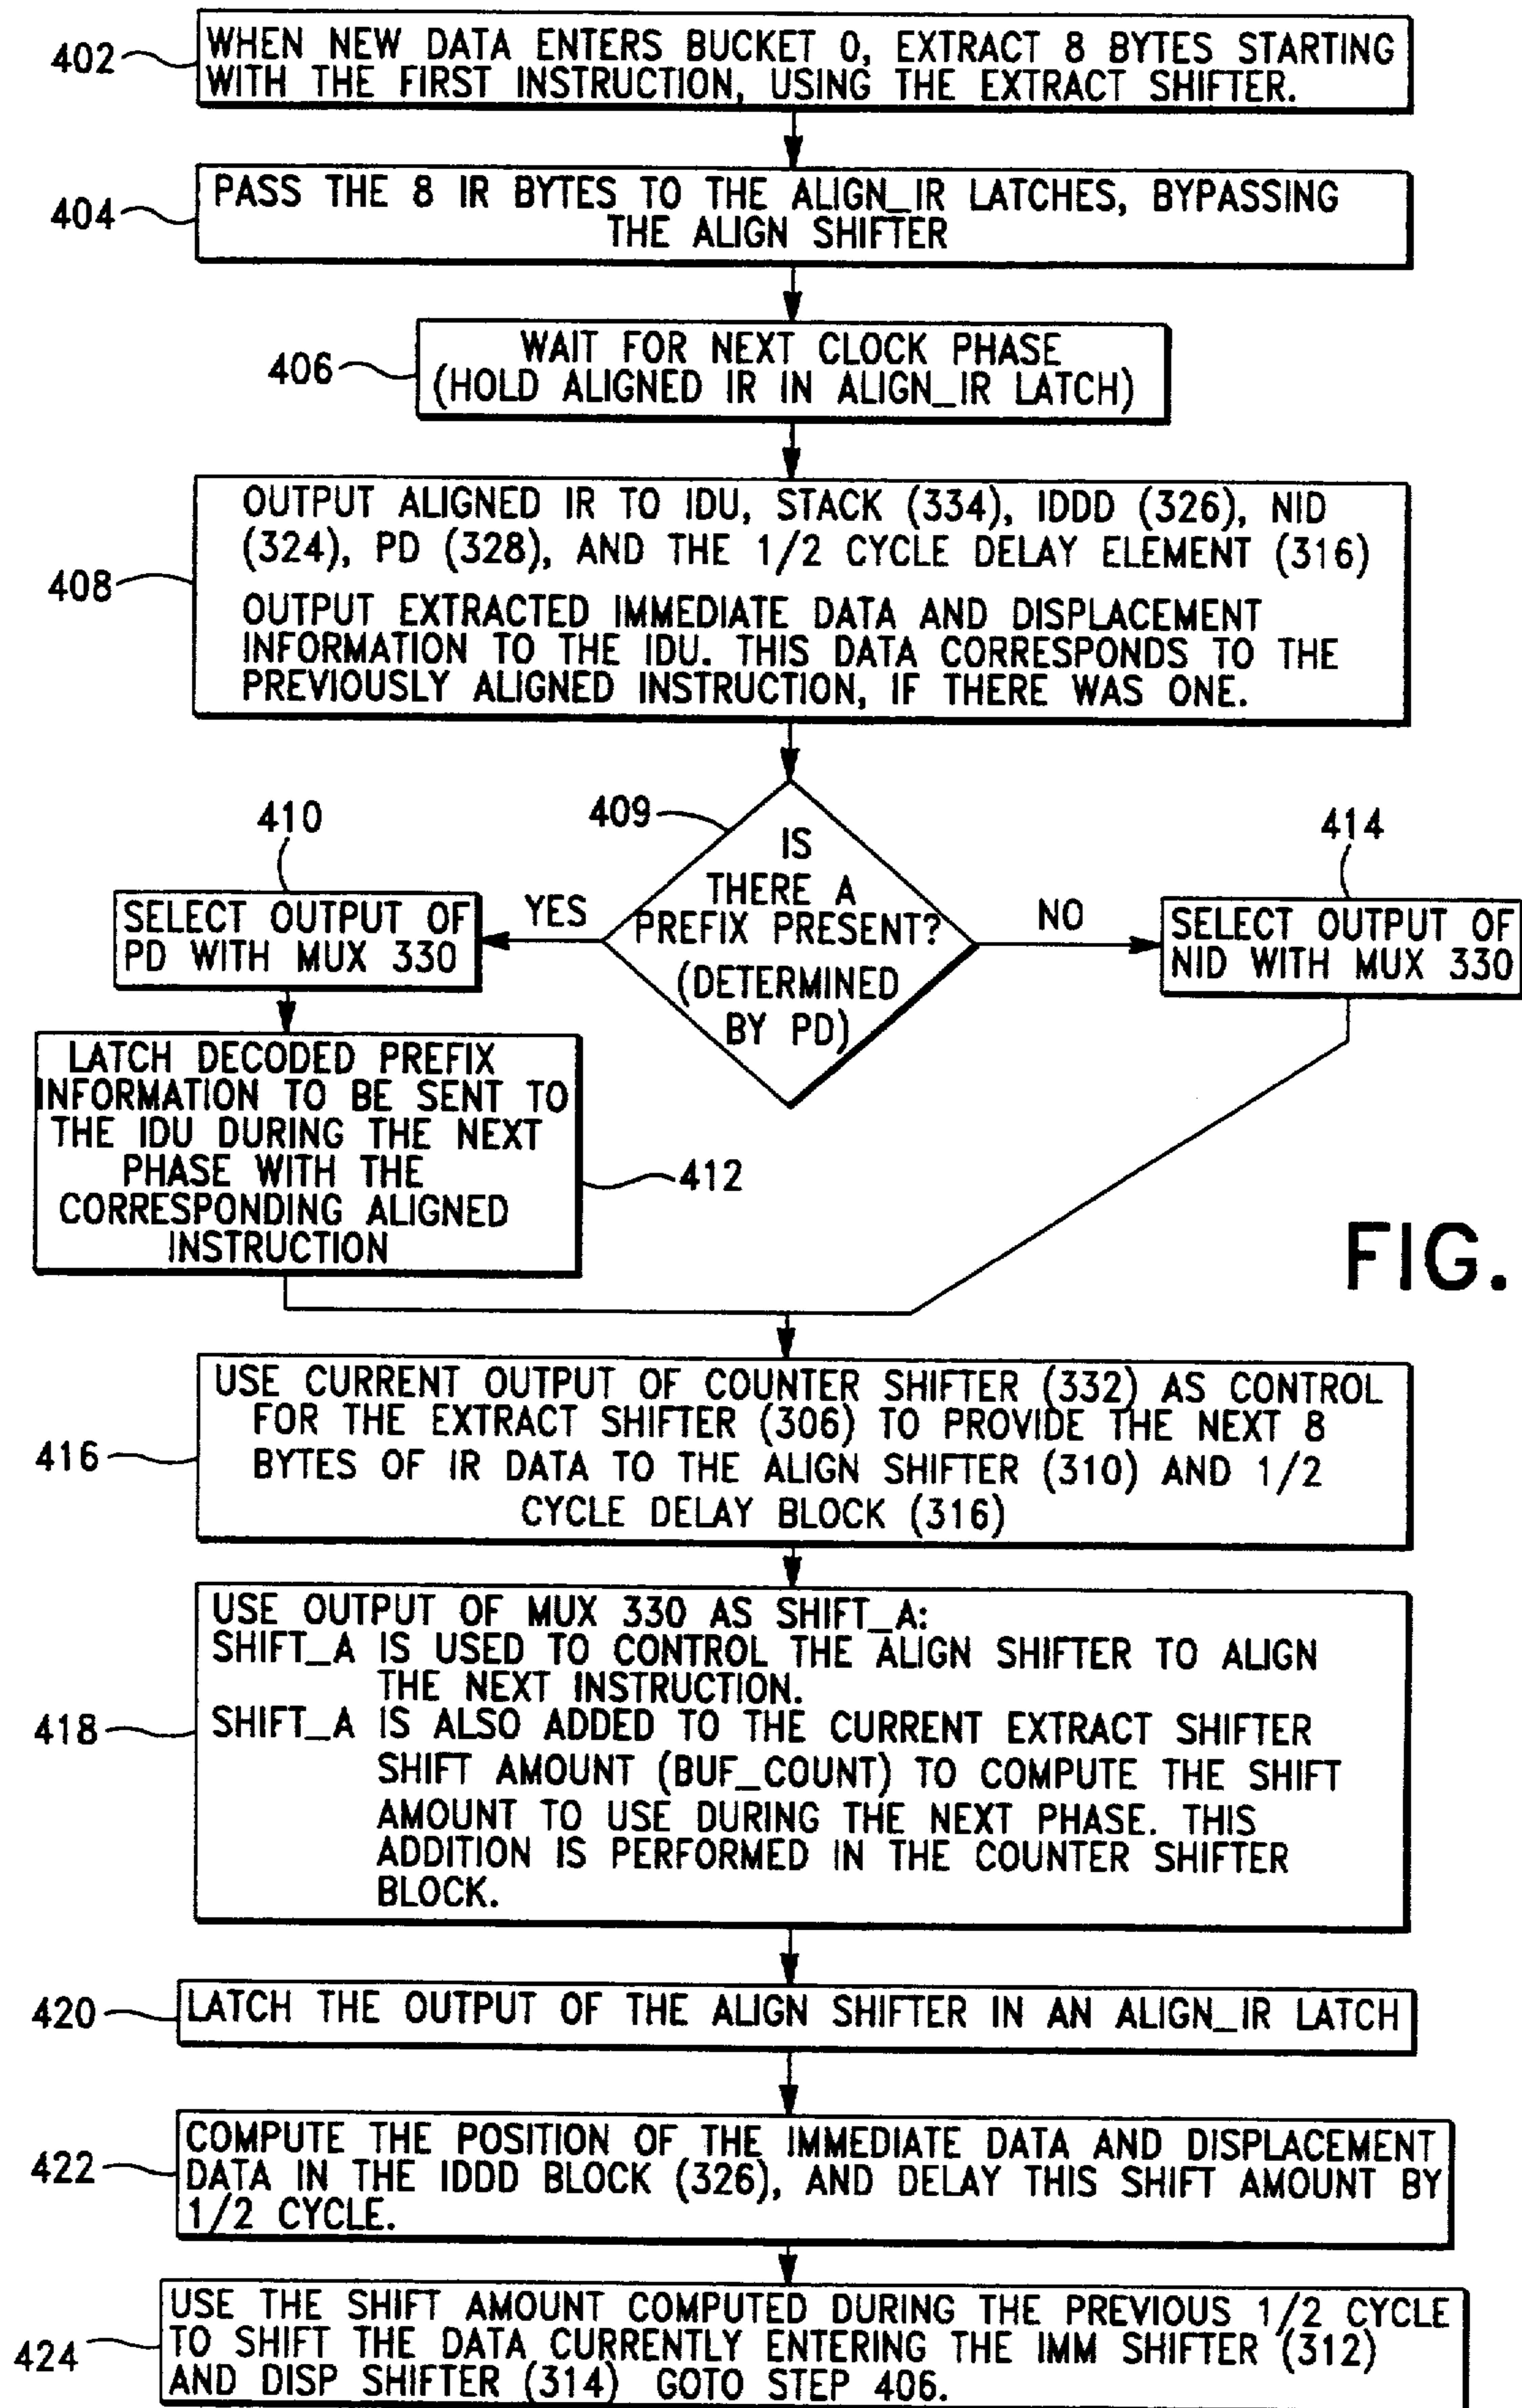 402
WHEN NEW DATA ENTERS BUCKET 0, EXTRACT 8 BYTES STARTING
WITH THE FIRST INSTRUCTION, USING THE EXTRACT SHIFTER.
404
PASS THE 8 IR BYTES TO THE ALIGN_IR LATCHES, BYPASSING
THE ALIGN SHIFTER
406
WAIT FOR NEXT CLOCK PHASE
(HOLD ALIGNED IR IN ALIGN_IR LATCH)
408
OUTPUT ALIGNED IR TO IDU, STACK (334), IDDD (326), NID
(324), PD (328), AND THE 1/2 CYCLE DELAY ELEMENT (316)
OUTPUT EXTRACTED IMMEDIATE DATA AND DISPLACEMENT
INFORMATION TO THE IDU. THIS DATA CORRESPONDS TO THE
PREVIOUSLY ALIGNED INSTRUCTION, IF THERE WAS ONE.
409
IS
THERE A
PREFIX PRESENT?
(DETERMINED
BY PD)
YES
NO
410
SELECT OUTPUT OF
PD WITH MUX 330
414
SELECT OUTPUT OF
NID WITH MUX 330
LATCH DECODED PREFIX
INFORMATION TO BE SENT TO
THE IDU DURING THE NEXT
PHASE WITH THE
CORRESPONDING ALIGNED
INSTRUCTION
412
FIG.
416
USE CURRENT OUTPUT OF COUNTER SHIFTER (332) AS CONTROL
FOR THE EXTRACT SHIFTER (306) TO PROVIDE THE NEXT 8
BYTES OF IR DATA TO THE ALIGN SHIFTER (310) AND 1/2
CYCLE DELAY BLOCK (316)
418
USE OUTPUT OF MUX 330 AS SHIFT_A:
SHIFT_A IS USED TO CONTROL THE ALIGN SHIFTER TO ALIGN
THE NEXT INSTRUCTION.
SHIFT_A IS ALSO ADDED TO THE CURRENT EXTRACT SHIFTER
SHIFT AMOUNT (BUF_COUNT) TO COMPUTE THE SHIFT
AMOUNT TO USE DURING THE NEXT PHASE. THIS
ADDITION IS PERFORMED IN THE COUNTER SHIFTER
BLOCK.
420
LATCH THE OUTPUT OF THE ALIGN SHIFTER IN AN ALIGN_IR LATCH
422
COMPUTE THE POSITION OF THE IMMEDIATE DATA AND DISPLACEMENT
DATA IN THE IDDD BLOCK (326), AND DELAY THIS SHIFT AMOUNT BY
1/2 CYCLE.
424
USE THE SHIFT AMOUNT COMPUTED DURING THE PREVIOUS 1/2 CYCLE
TO SHIFT THE DATA CURRENTLY ENTERING THE IMM SHIFTER (312)
AND DISP SHIFTER (314) GOTO STEP 406.